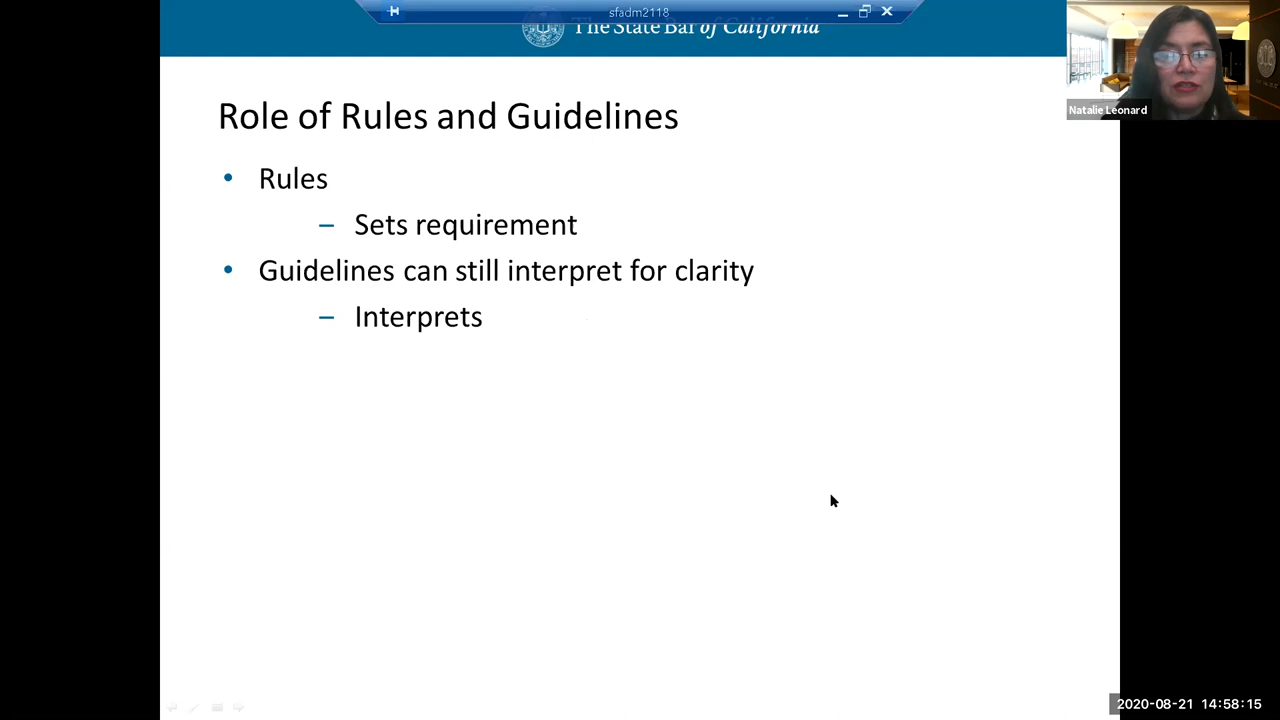 sfadm2118
The State Bar of California
Natalie Leonard
Role of Rules and Guidelines
• Rules
– Sets requirement
• Guidelines can still interpret for clarity
– Interprets
2020-08-21 14:58:15